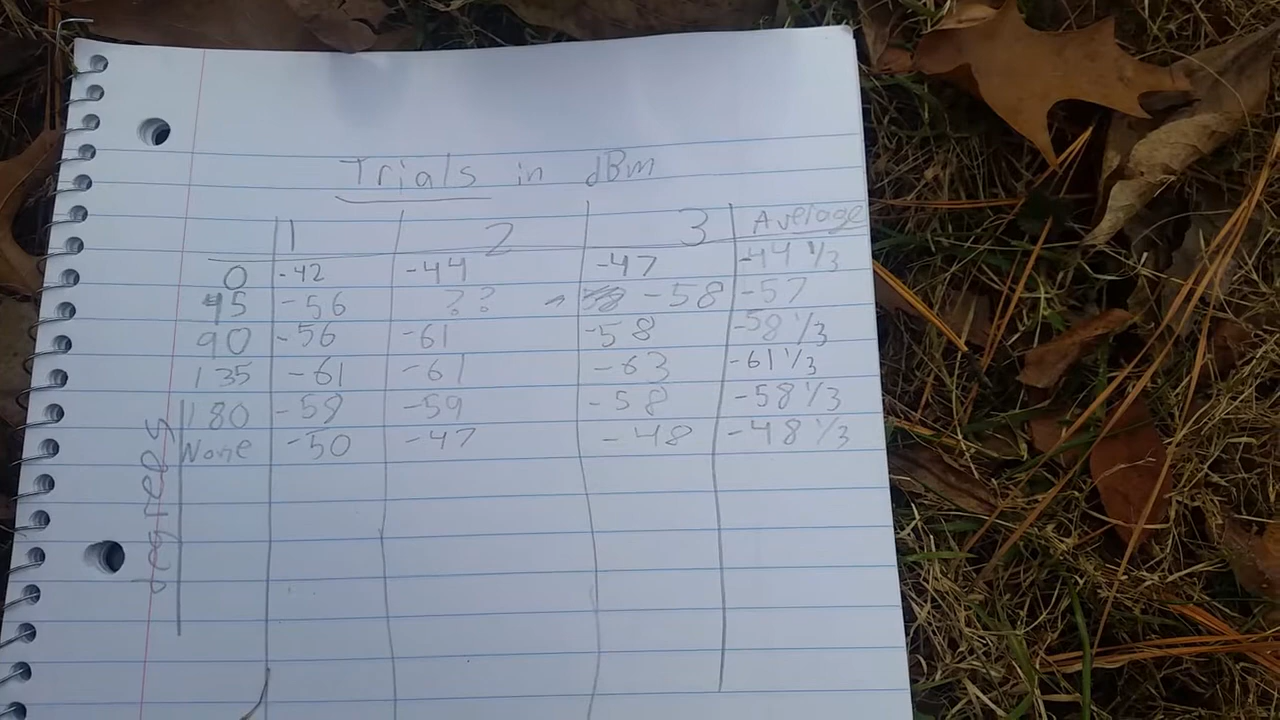 Trials in dBm
1 2 3 Average
0 -42 -44 -47 -44 1/3
45 -56 ?? -58 -57
90 -56 -61 -58 -58 1/3
135 -61 -61 -63 -61 1/3
180 -58 -59 -58 -58 1/3
None -50 -47 -48 -48 1/3
degrees